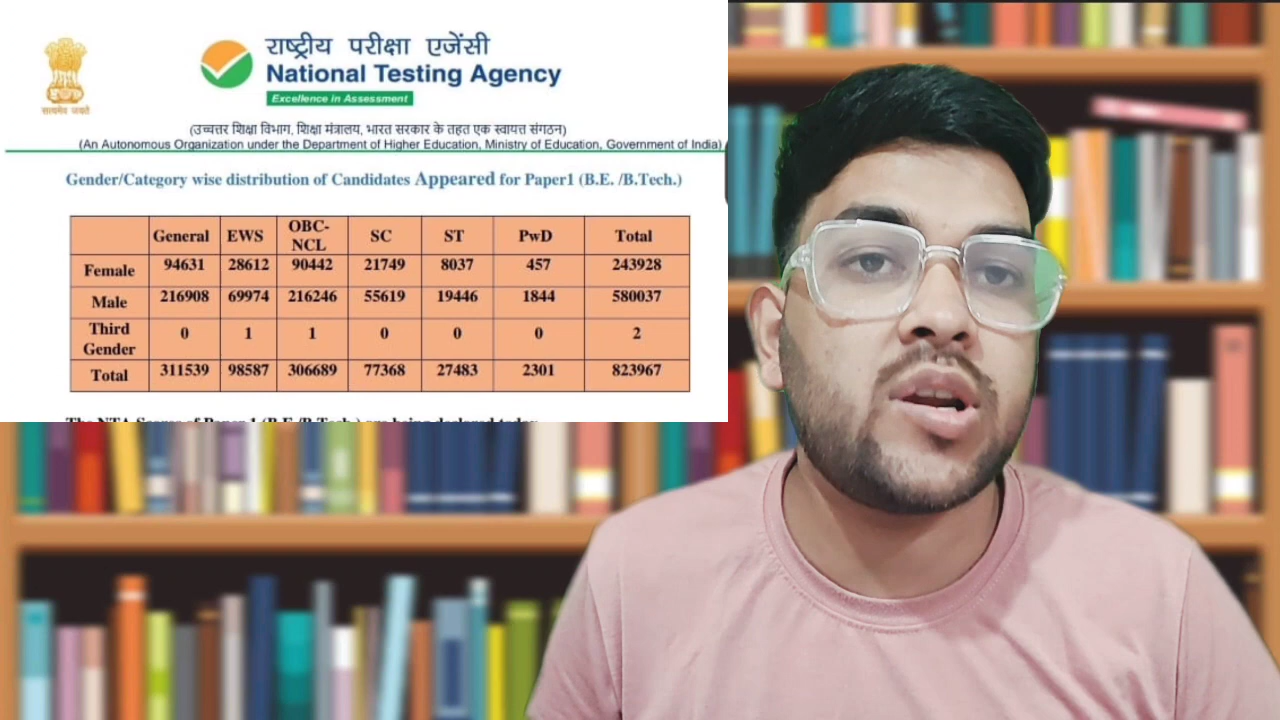 सत्यमेव जयते
राष्ट्रीय परीक्षा एजेंसी
National Testing Agency
Excellence in Assessment
(उच्चतर शिक्षा विभाग, शिक्षा मंत्रालय, भारत सरकार के तहत एक स्वायत्त संगठन)
(An Autonomous Organization under the Department of Higher Education, Ministry of Education, Government of India)
Gender/Category wise distribution of Candidates Appeared for Paper1 (B.E. /B.Tech.)
General EWS OBC-NCL SC ST PwD Total
Female 94631 28612 90442 21749 8037 457 243928
Male 216908 69974 216246 55619 19446 1844 580037
Third Gender 0 1 1 0 0 0 2
Total 311539 98587 306689 77368 27483 2301 823967